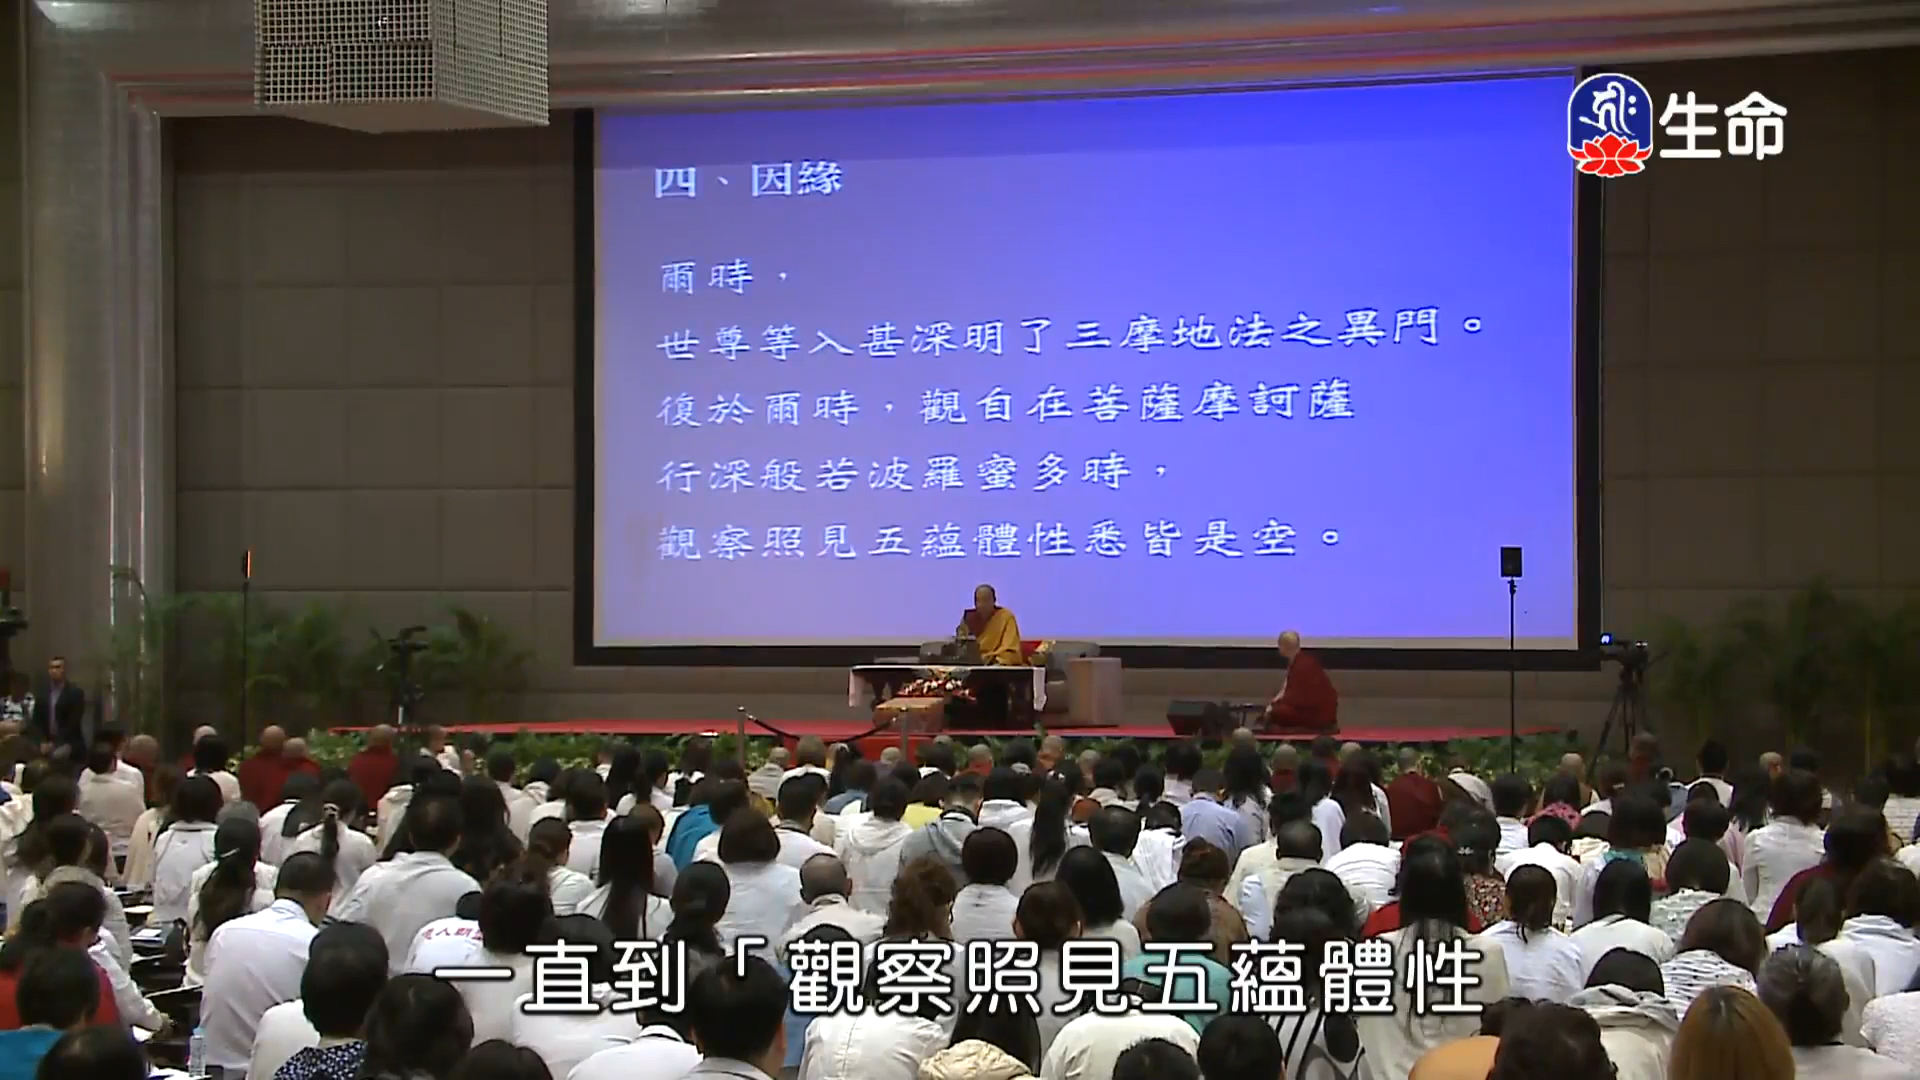 生命
四、因緣
爾時，
世尊等入甚深明了三摩地法之異門。
復於爾時，觀自在菩薩摩訶薩
行深般若波羅蜜多時，
觀察照見五蘊體性悉皆是空。
一直到「觀察照見五蘊體性